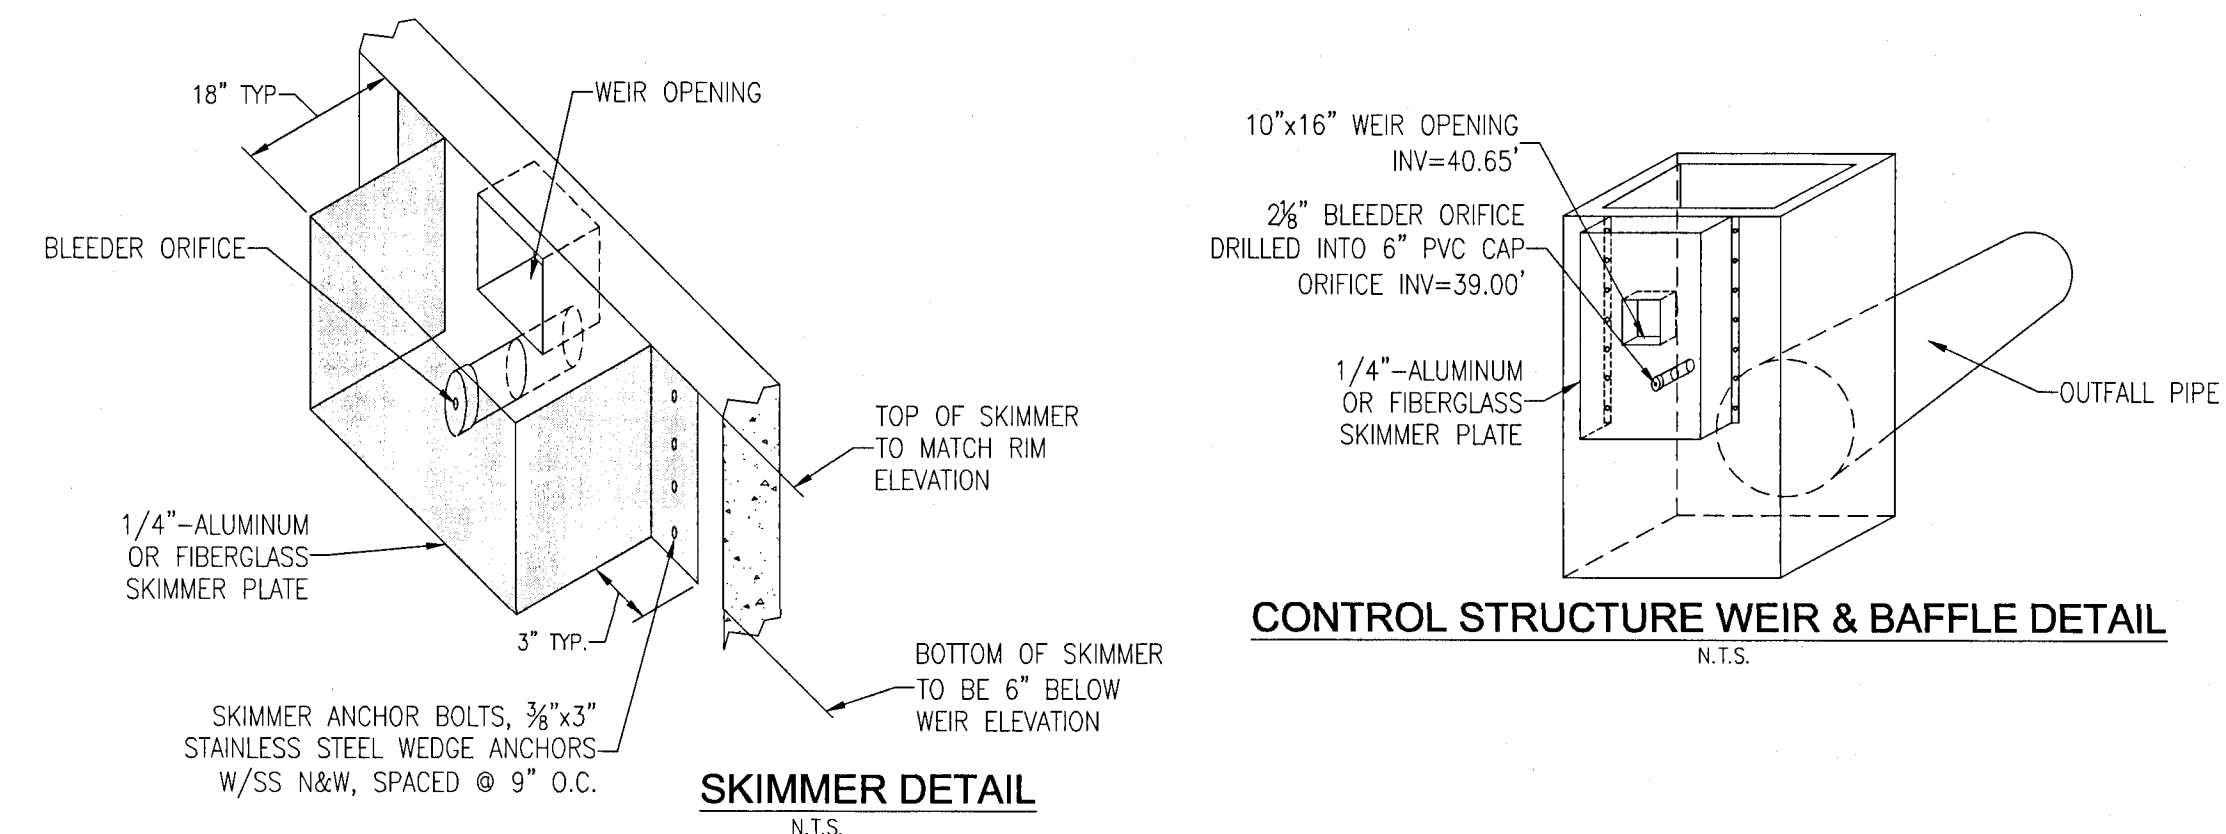 18" TYP
WEIR OPENING
BLEEDER ORIFICE
TOP OF SKIMMER
TO MATCH RIM
ELEVATION
1/4"-ALUMINUM
OR FIBERGLASS
SKIMMER PLATE
3" TYP.
BOTTOM OF SKIMMER
TO BE 6" BELOW
WEIR ELEVATION
SKIMMER ANCHOR BOLTS, ⅜"x3"
STAINLESS STEEL WEDGE ANCHORS
W/SS N&W, SPACED @ 9" O.C.
SKIMMER DETAIL
N.T.S.
10"x16" WEIR OPENING
INV=40.65'
2⅛" BLEEDER ORIFICE
DRILLED INTO 6" PVC CAP
ORIFICE INV=39.00'
1/4"-ALUMINUM
OR FIBERGLASS
SKIMMER PLATE
OUTFALL PIPE
CONTROL STRUCTURE WEIR & BAFFLE DETAIL
N.T.S.